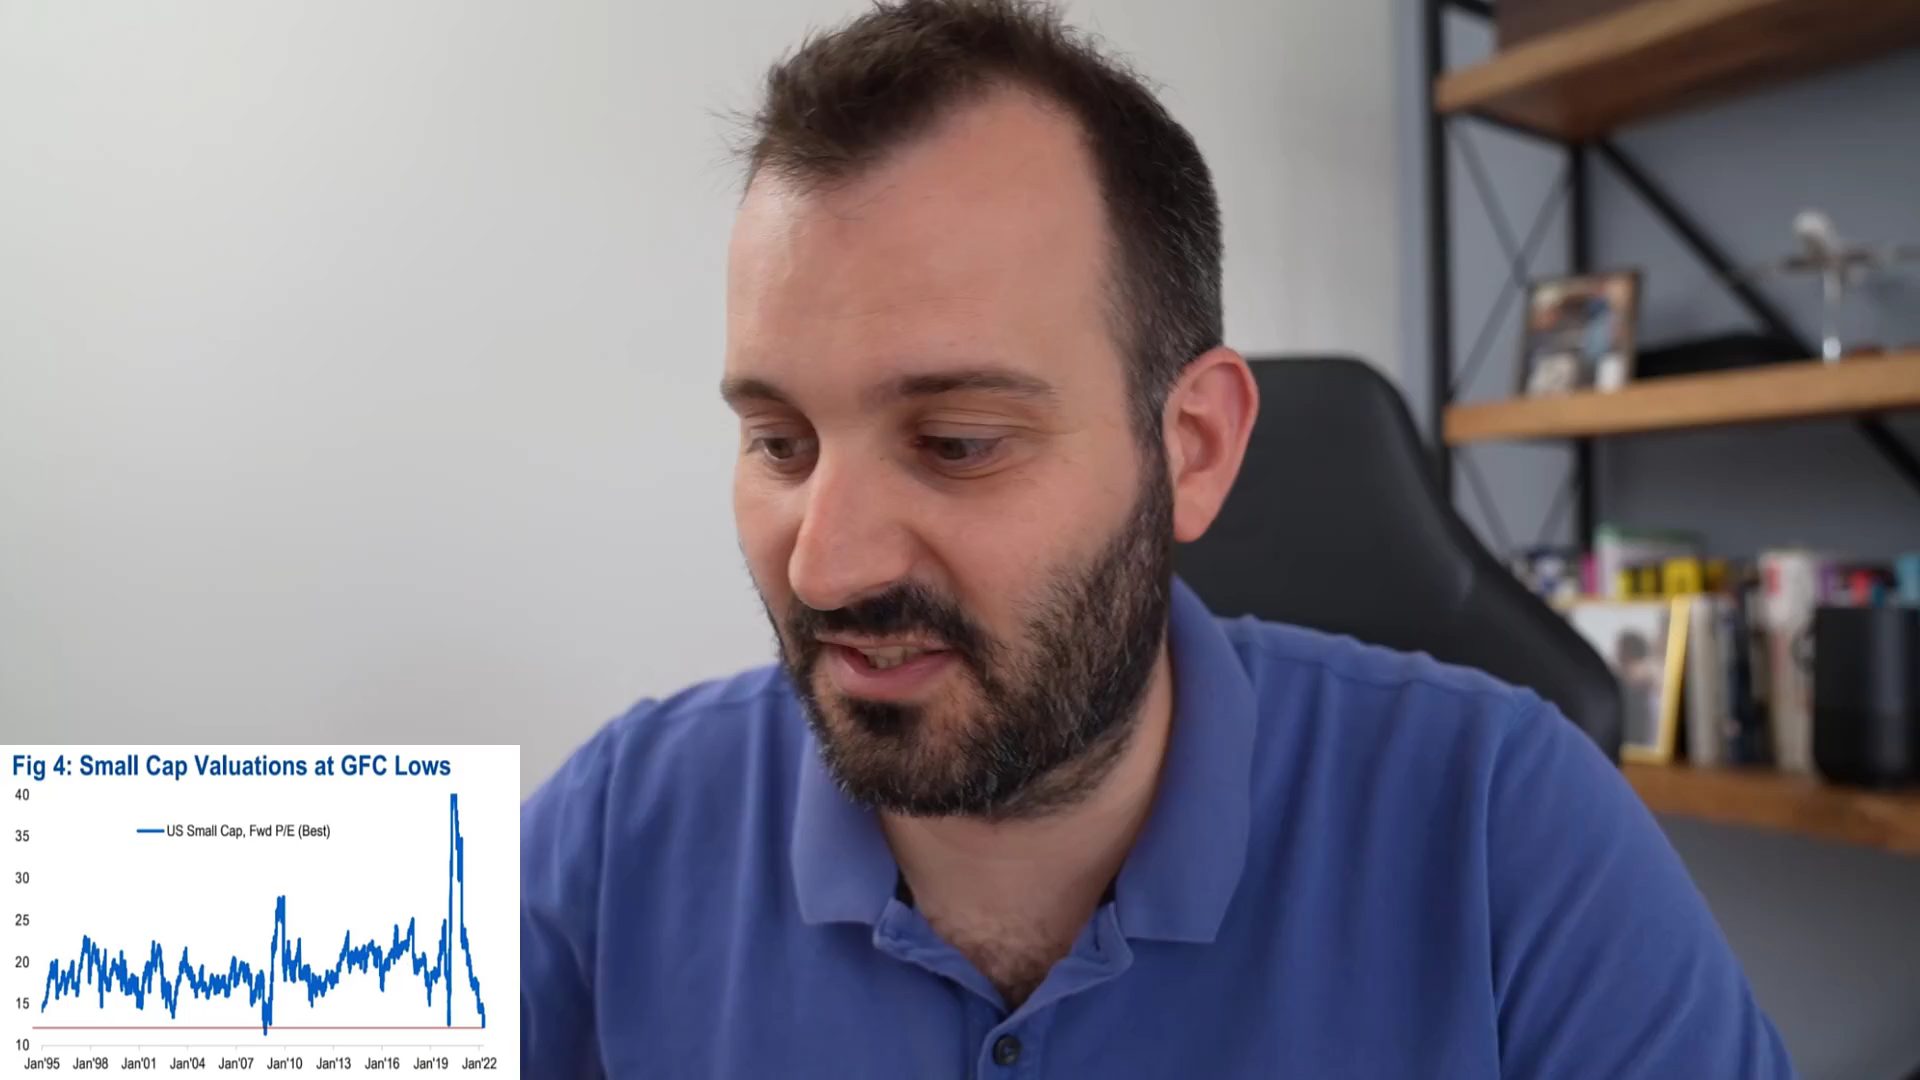 Fig 4: Small Cap Valuations at GFC Lows
40
US Small Cap, Fwd P/E (Best)
35
30
25
20
15
10
Jan'95 Jan'98 Jan'01 Jan'04 Jan'07 Jan'10 Jan'13 Jan'16 Jan'19 Jan'22